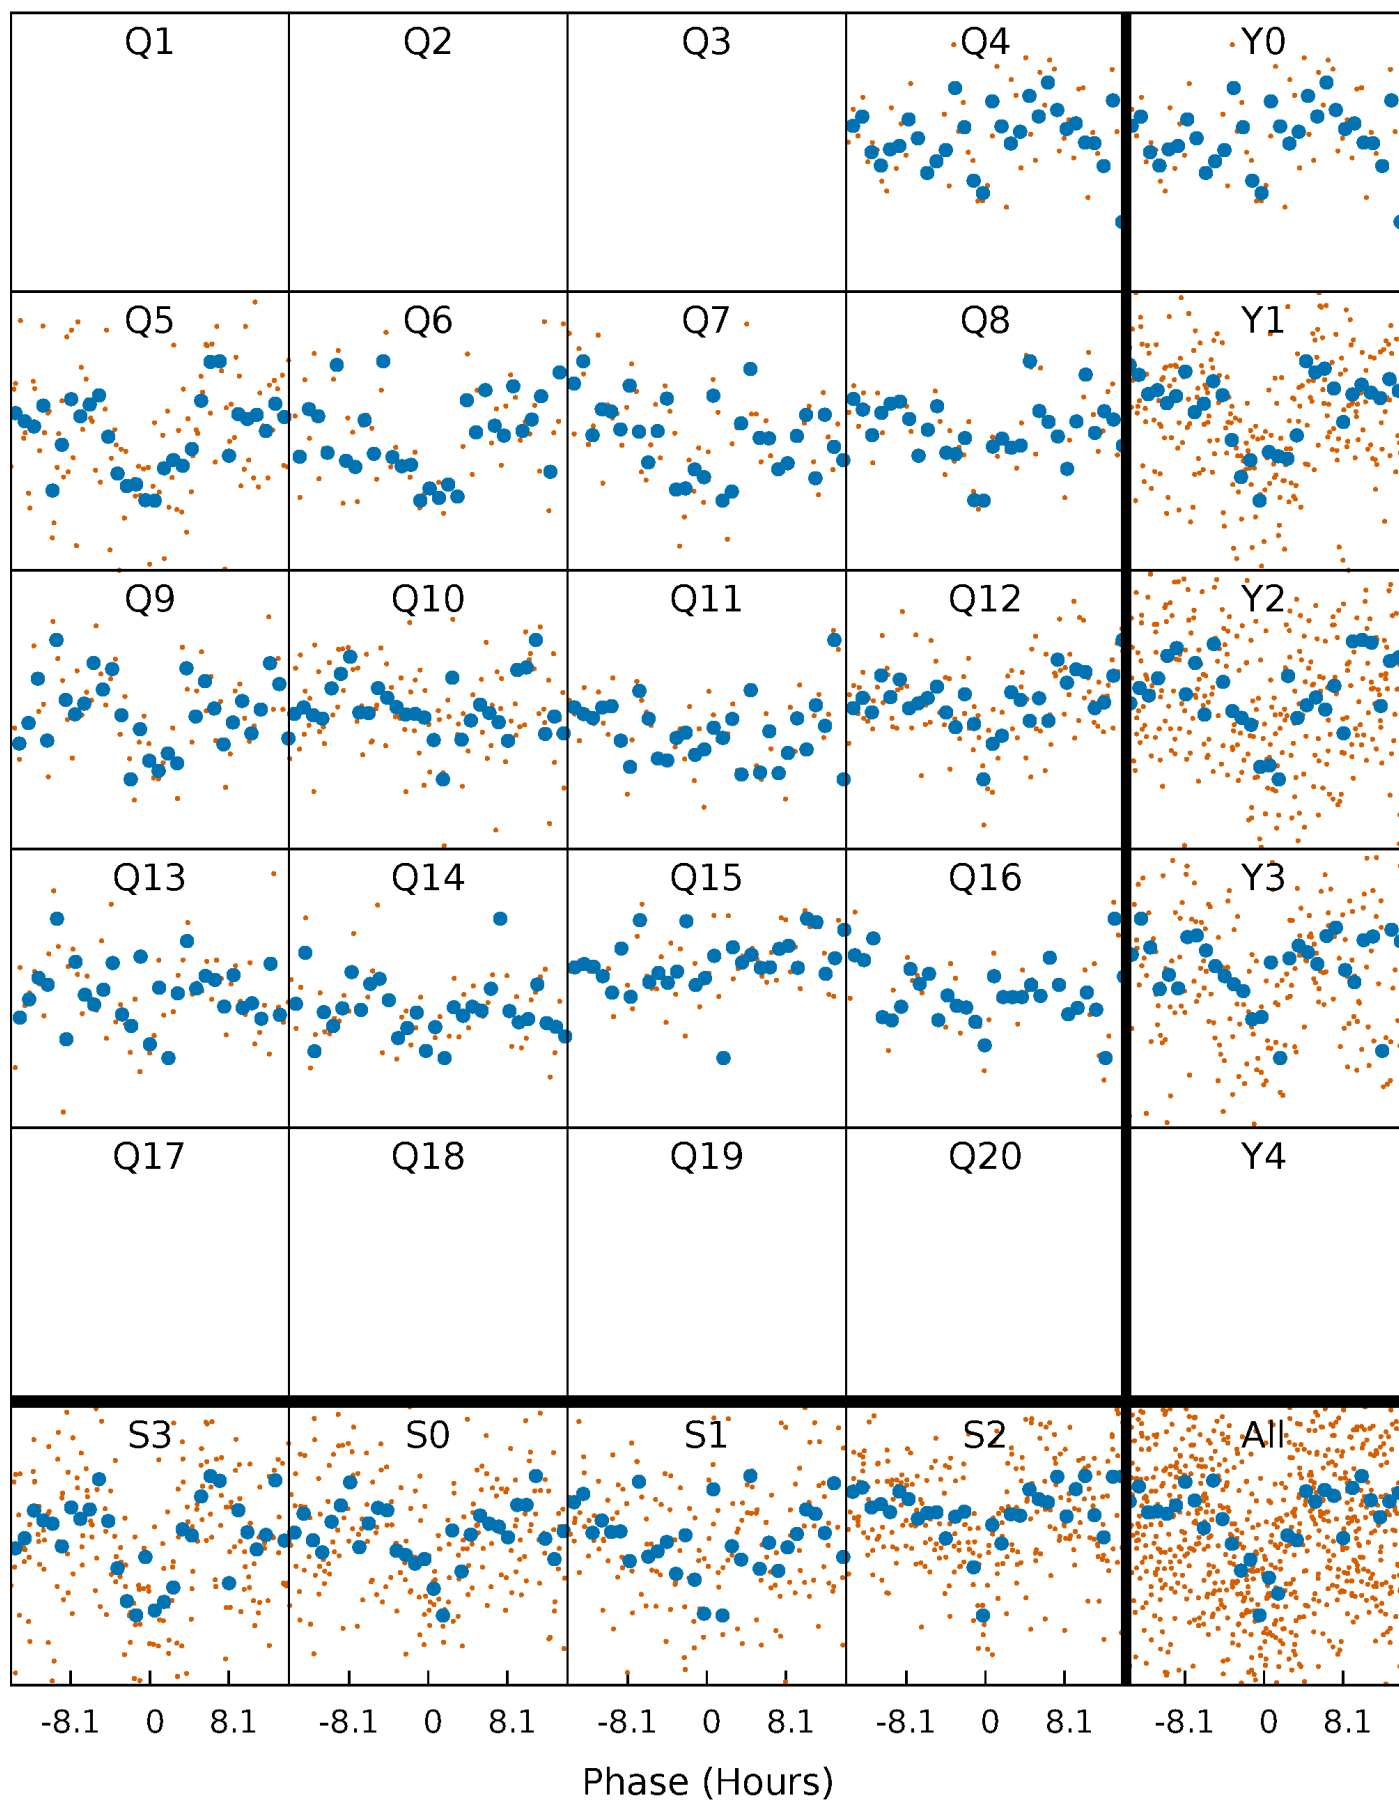 Q1 Q2 Q3 Q4 Y0
Q5 Q6 Q7 Q8 Y1
Q9 Q10 Q11 Q12 Y2
Q13 Q14 Q15 Q16 Y3
Q17 Q18 Q19 Q20 Y4
S3 S0 S1 S2 All
-8.1 0 8.1 -8.1 0 8.1 -8.1 0 8.1 -8.1 0 8.1 -8.1 0 8.1
Phase (Hours)